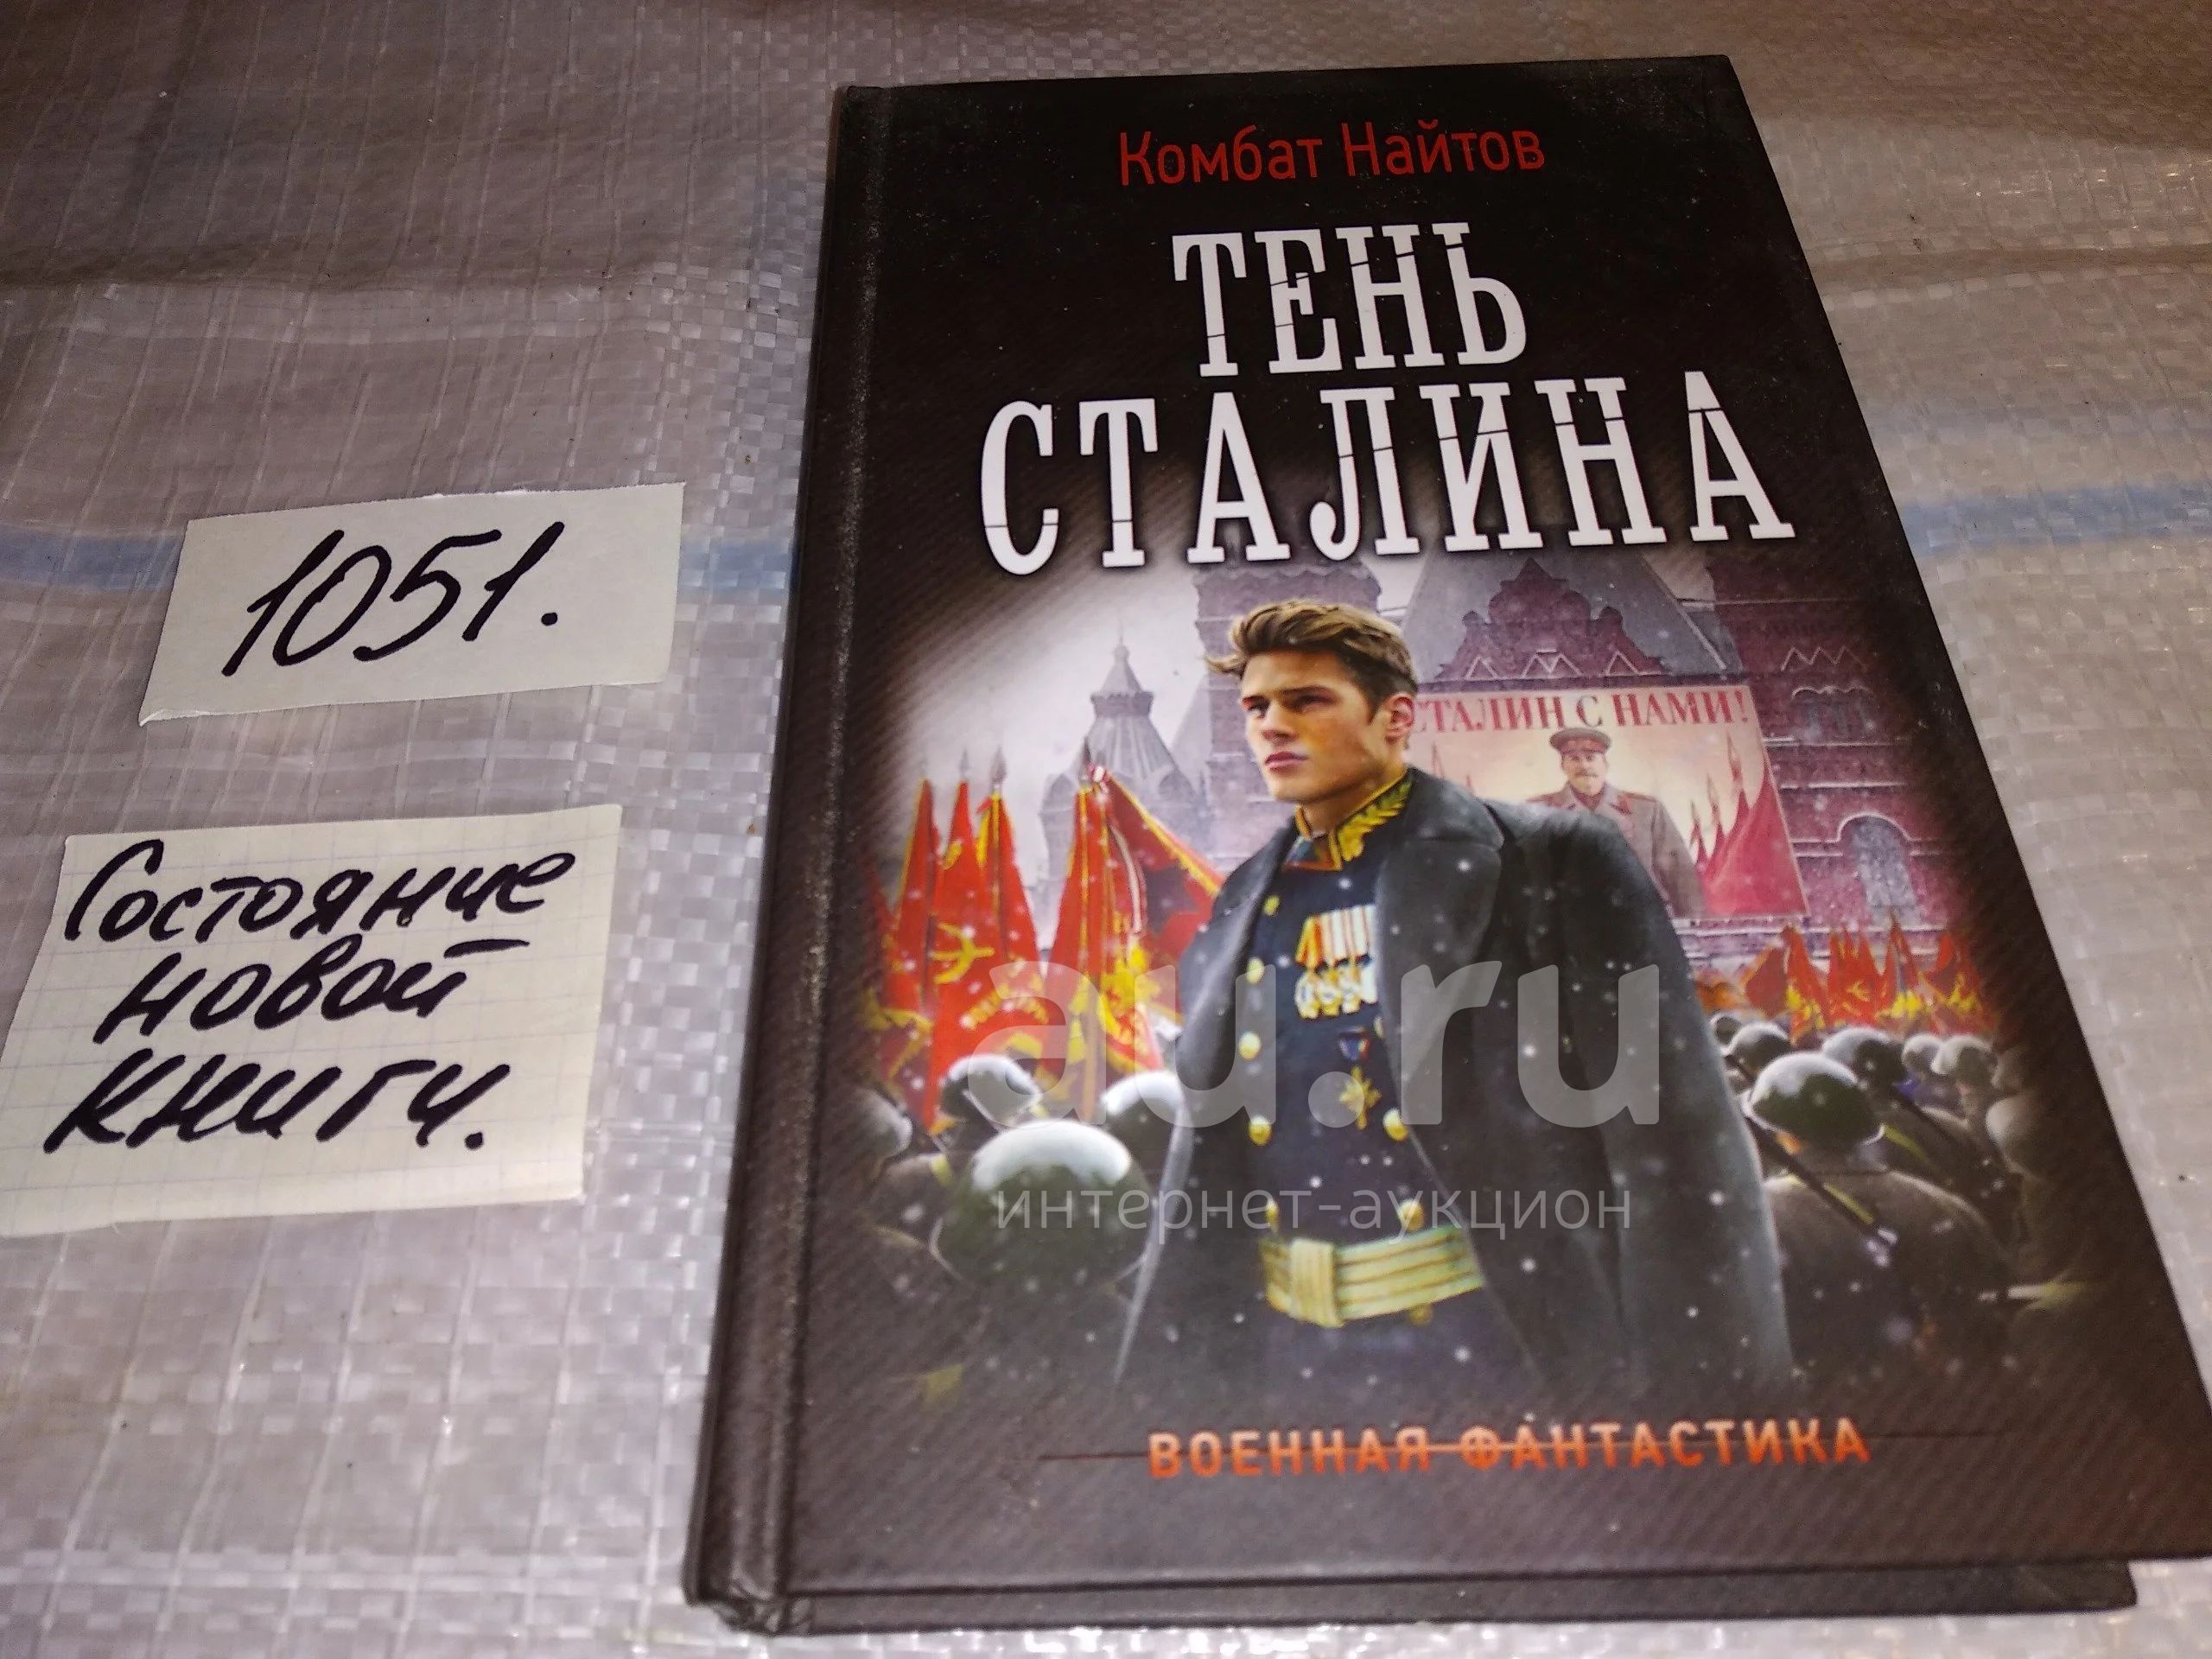 Комбат Найтов
ТЕНЬ
СТАЛИНА
1051.
СТАЛИН С НАМИ!
Состояние
новой
книги.
au.ru
интернет-аукцион
ВОЕННАЯ ФАНТАСТИКА